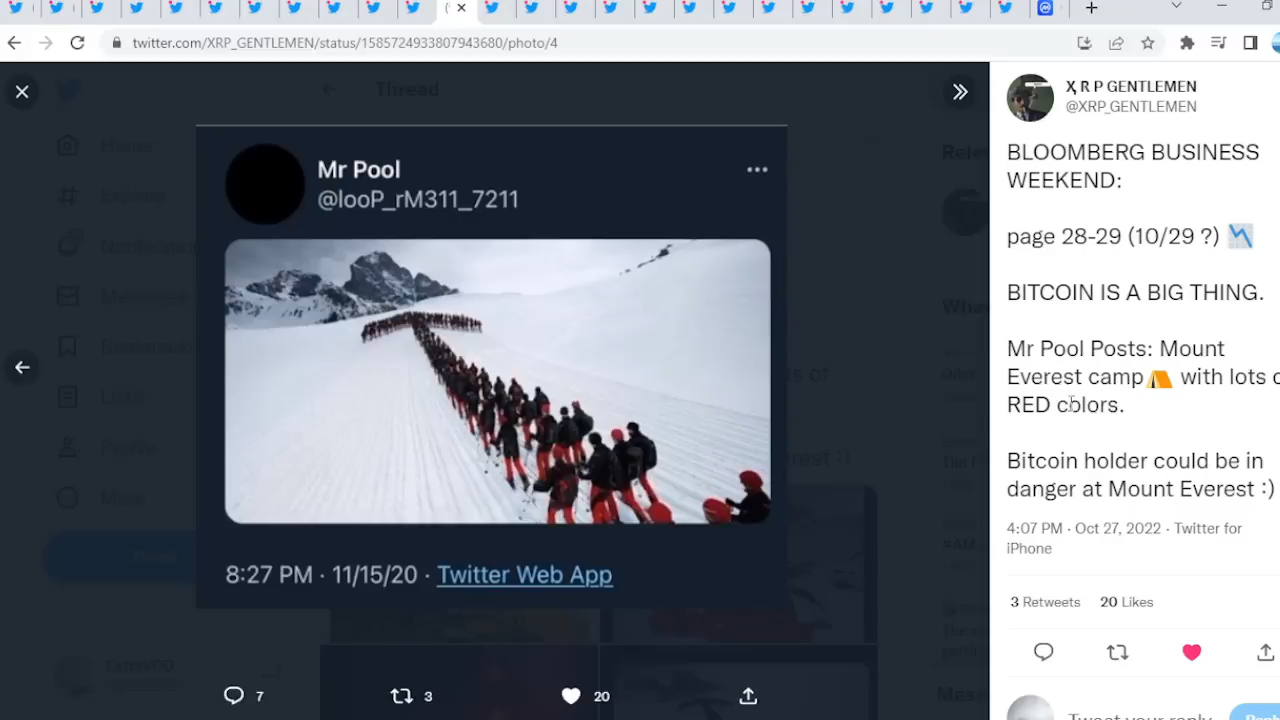 twitter.com/XRP_GENTLEMEN/status/1585724933807943680/photo/4
Thread
Home
Explore
Mr Pool
@looP_rM311_7211
8:27 PM · 11/15/20 · Twitter Web App
7
3
20
X R P GENTLEMEN
@XRP_GENTLEMEN
BLOOMBERG BUSINESS
WEEKEND:
page 28-29 (10/29 ?)
BITCOIN IS A BIG THING.
Mr Pool Posts: Mount
Everest camp with lots
RED colors.
Bitcoin holder could be in
danger at Mount Everest :)
4:07 PM · Oct 27, 2022 · Twitter for
iPhone
3 Retweets 20 Likes
Tweet your reply